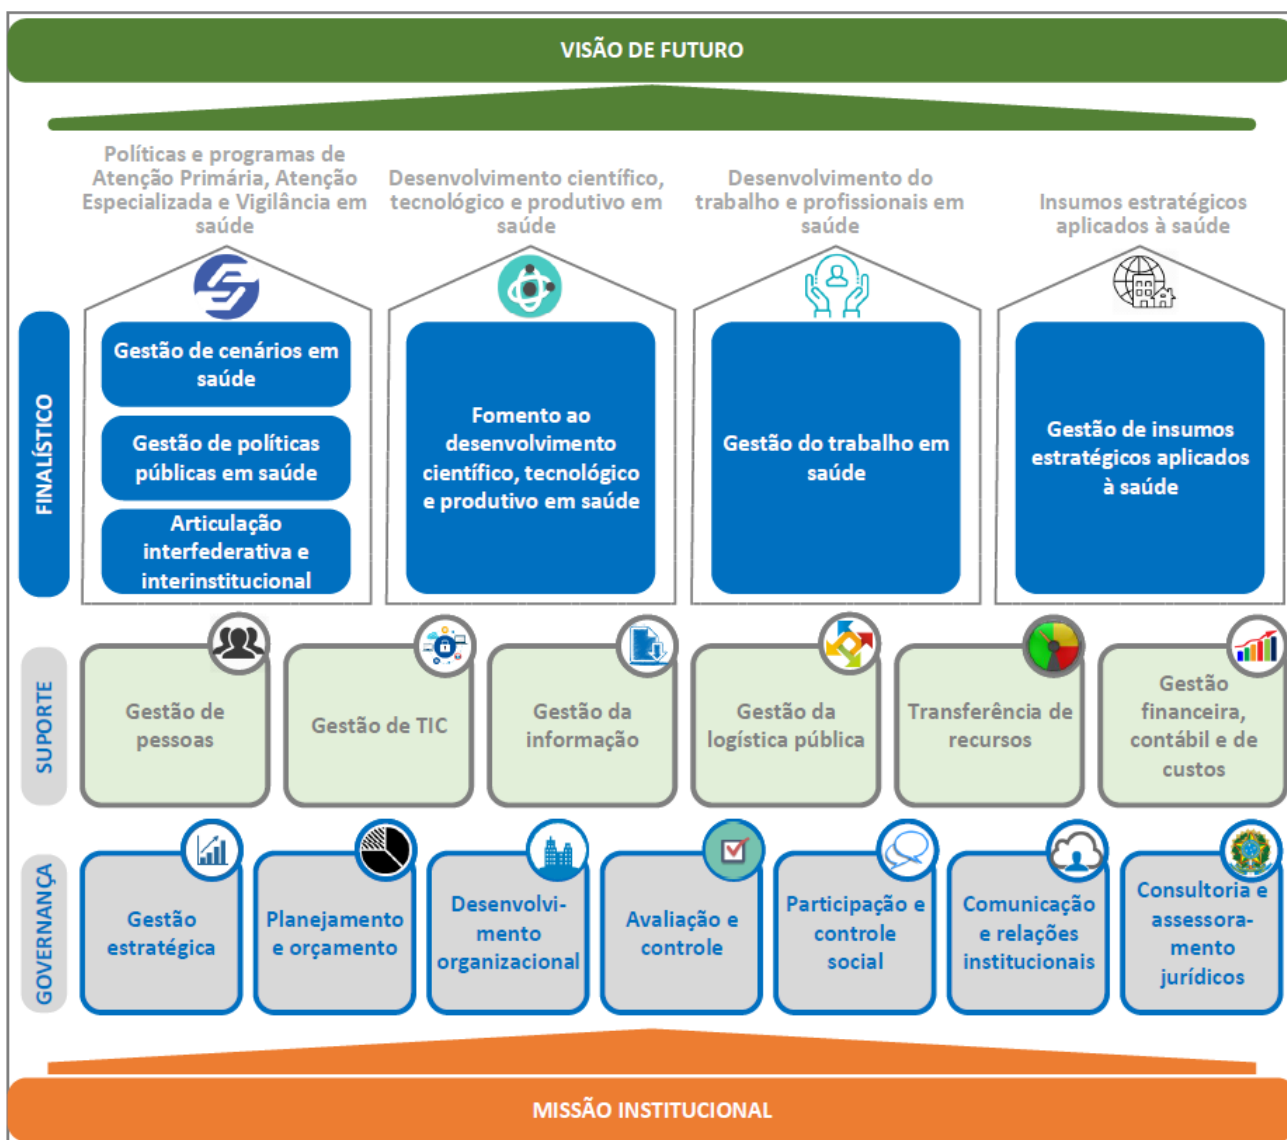 VISÃO DE FUTURO
Políticas e programas de
Atenção Primária, Atenção
Especializada e Vigilância em
saúde
Desenvolvimento científico,
tecnológico e produtivo em
saúde
Desenvolvimento do
trabalho e profissionais em
saúde
Insumos estratégicos
aplicados à saúde
FINALÍSTICO
Gestão de cenários em
saúde
Gestão de políticas
públicas em saúde
Articulação
interfederativa e
interinstitucional
Fomento ao
desenvolvimento
científico, tecnológico
e produtivo em saúde
Gestão do trabalho em
saúde
Gestão de insumos
estratégicos aplicados
à saúde
SUPORTE
Gestão de
pessoas
Gestão de TIC
Gestão da
informação
Gestão da
logística pública
Transferência de
recursos
Gestão
financeira,
contábil e de
custos
GOVERNANÇA
Gestão
estratégica
Planejamento
e orçamento
Desenvolvi-
mento
organizacional
Avaliação e
controle
Participação e
controle
social
Comunicação
e relações
institucionais
Consultoria e
assessora-
mento
jurídicos
MISSÃO INSTITUCIONAL